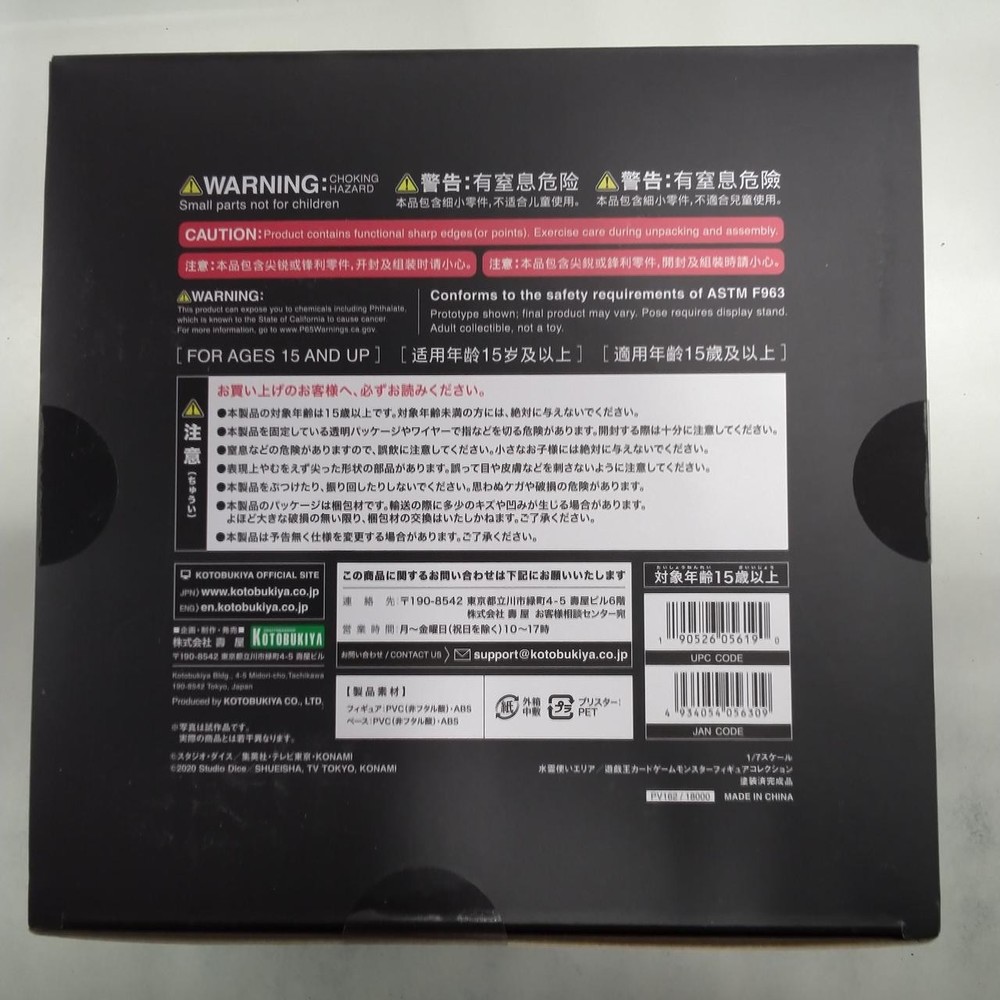 ⚠WARNING: CHOKING HAZARD
Small parts not for children
⚠警告:有窒息危险
本品包含细小零件,不适合儿童使用。
⚠警告:有窒息危險
本品包含細小零件,不適合兒童使用。
CAUTION: Product contains functional sharp edges(or points). Exercise care during unpacking and assembly.
注意:本品包含尖锐或锋利零件,开封及组装时请小心。
注意:本品包含尖銳或鋒利零件,開封及組裝時請小心。
⚠WARNING:
This product can expose you to chemicals including Phthalate,
which is known to the State of California to cause cancer.
For more information, go to www.P65Warnings.ca.gov.
Conforms to the safety requirements of ASTM F963
Prototype shown; final product may vary. Pose requires display stand.
Adult collectible, not a toy.
[FOR AGES 15 AND UP]
[适用年龄15岁及以上]
[適用年齡15歲及以上]
注意(ちゅうい)
お買い上げのお客様へ、必ずお読みください。
●本製品の対象年齢は15歳以上です。対象年齢未満の方には、絶対に与えないでください。
●本製品を固定している透明パッケージやワイヤーで指などを切る危険があります。開封する際は十分に注意してください。
●窒息などの危険がありますので、誤飲に注意してください。小さなお子様には絶対に与えないでください。
●表現上やむをえず尖った形状の部品があります。誤って目や皮膚などを刺さないように注意してください。
●本製品をぶつけたり、振り回したりしないでください。思わぬケガや破損の危険があります。
●本製品のパッケージは梱包材です。輸送の際に多少のキズや凹みが生じる場合があります。
よほど大きな破損の無い限り、梱包材の交換はいたしかねます。ご了承ください。
●本製品は予告無く仕様を変更する場合があります。ご了承ください。
KOTOBUKIYA OFFICIAL SITE
JPN) www.kotobukiya.co.jp
ENG) en.kotobukiya.co.jp
■企画・制作・発売■
株式会社 壽 屋 KOTOBUKIYA
〒190-8542 東京都立川市緑町4-5 壽屋ビル
Kotobukiya Bldg., 4-5 Midori-cho, Tachikawa
190-8542 Tokyo, Japan
Produced by KOTOBUKIYA CO., LTD.
※写真は試作品です。
実際の商品とは若干異なります。
この商品に関するお問い合わせは下記にお願いいたします
連 絡 先:〒190-8542 東京都立川市緑町4-5 壽屋ビル6階
株式会社 壽 屋 お客様相談センター宛
営業時間:月〜金曜日(祝日を除く)10〜17時
お問い合わせ / CONTACT US support@kotobukiya.co.jp
【製品素材】
フィギュア:PVC(非フタル酸)・ABS
ベース:PVC(非フタル酸)・ABS
紙 外箱 中敷
プラ ブリスター: PET
たいしょうねんれい さいいじょう
対象年齢15歳以上
1 90526 05619 0
UPC CODE
4 934054 056309
JAN CODE
©スタジオ・ダイス/集英社・テレビ東京・KONAMI
©2020 Studio Dice/SHUEISHA, TV TOKYO, KONAMI
1/7スケール
水霊使いエリア/遊戯王カードゲームモンスターフィギュアコレクション
塗装済完成品
PV162 / 18000 MADE IN CHINA